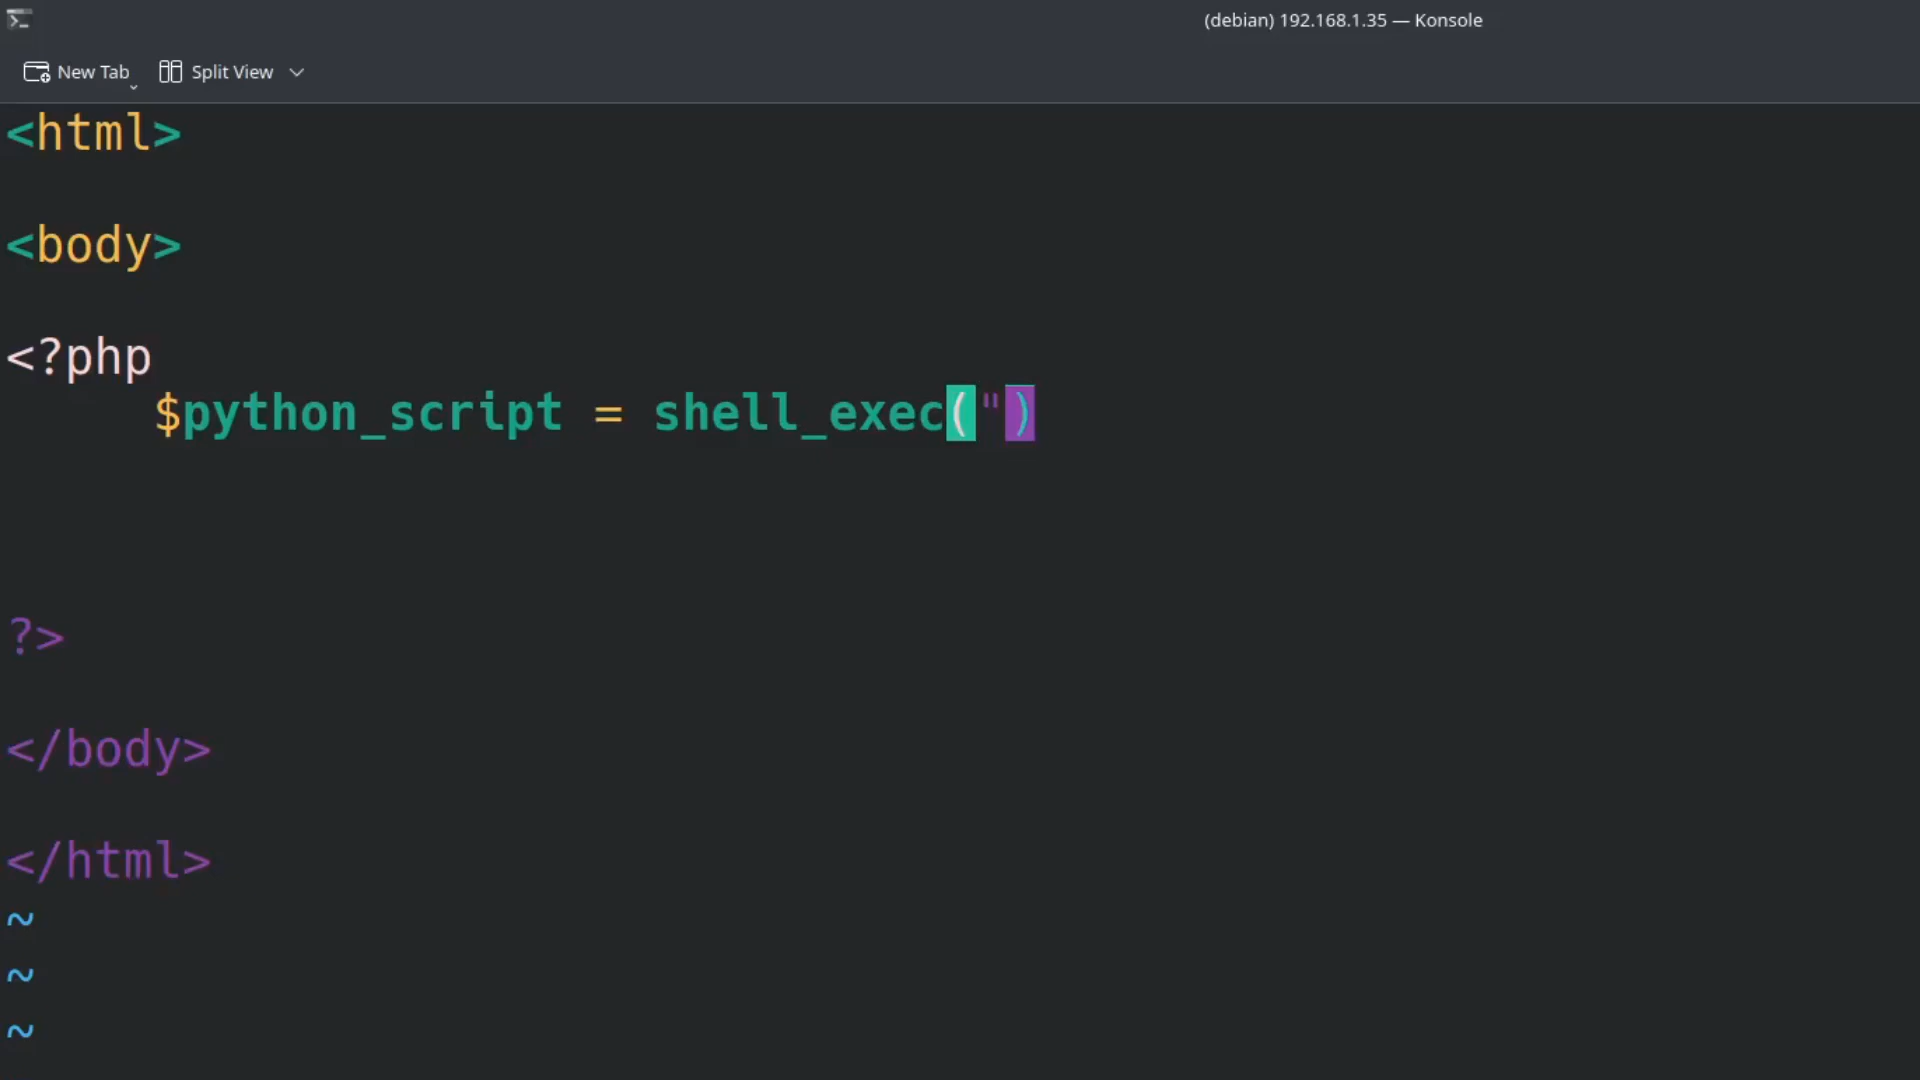 (debian) 192.168.1.35 — Konsole
New Tab Split View
<html>
<body>
<?php
$python_script = shell_exec(")
?>
</body>
</html>
~
~
~